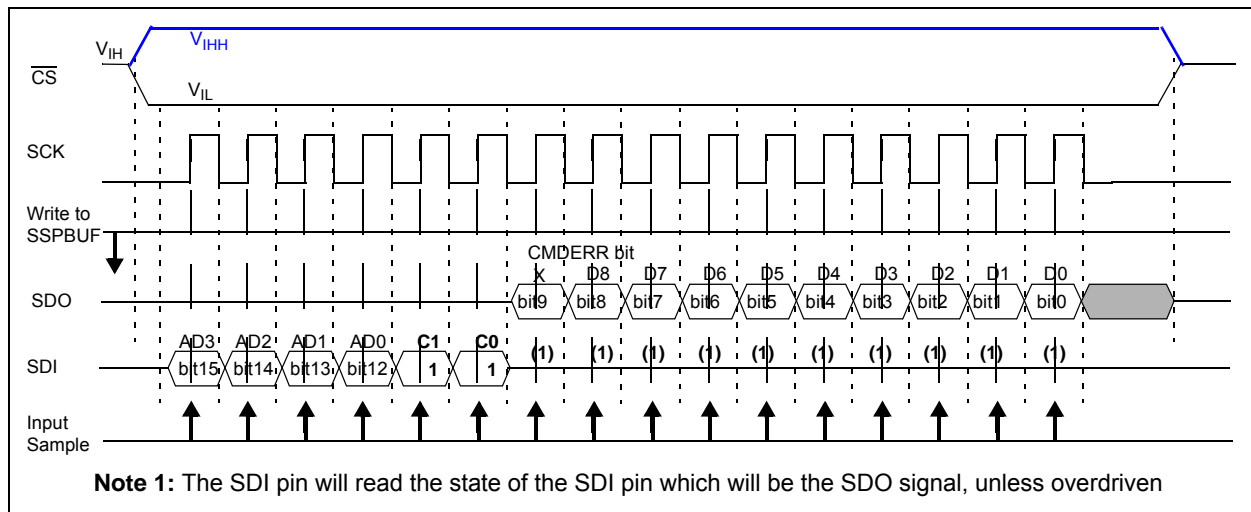 VIH
VIHH
CS
VIL
SCK
Write to
SSPBUF
CMDERR bit
X D8 D7 D6 D5 D4 D3 D2 D1 D0
SDO bit9 bit8 bit7 bit6 bit5 bit4 bit3 bit2 bit1 bit0
AD3 AD2 AD1 AD0 C1 C0 (1) (1) (1) (1) (1) (1) (1) (1) (1) (1)
SDI bit15 bit14 bit13 bit12 1 1
Input
Sample
Note 1: The SDI pin will read the state of the SDI pin which will be the SDO signal, unless overdriven